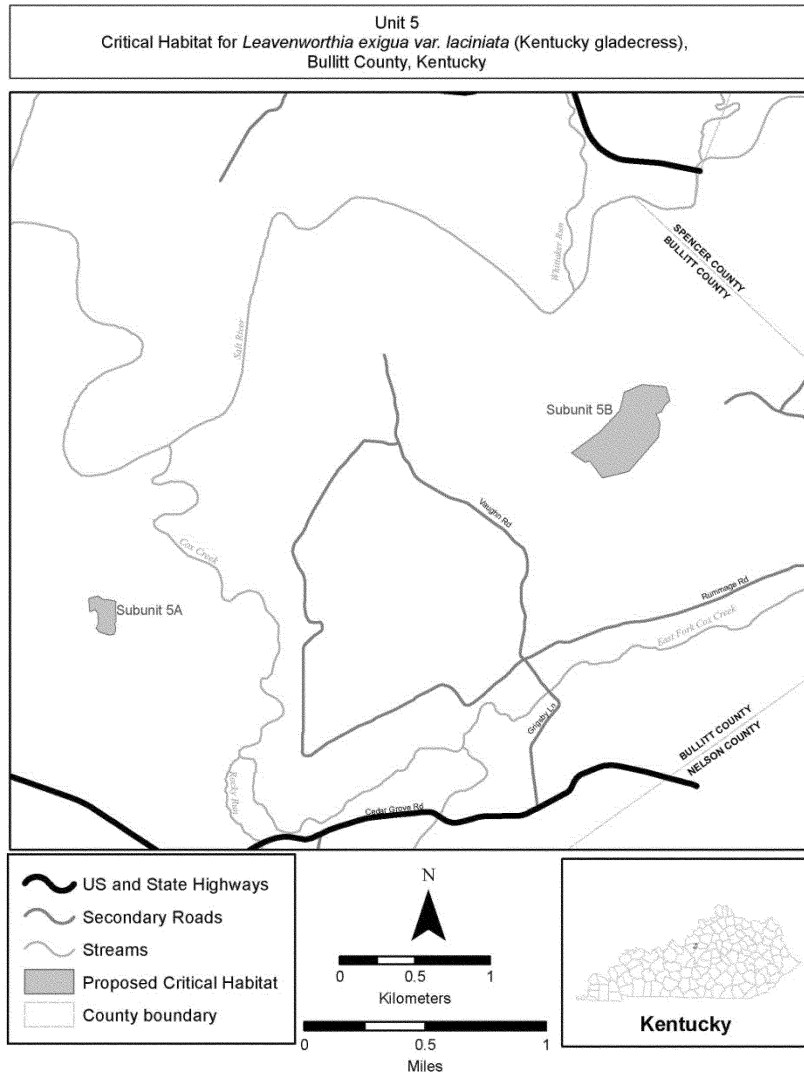 Unit 5
Critical Habitat for Leavenworthia exigua var. laciniata (Kentucky gladecress),
Bullitt County, Kentucky
Whittaker Run
SPENCER COUNTY
BULLITT COUNTY
Salt River
Subunit 5B
Vaughn Rd
Cox Creek
Subunit 5A
Rummage Rd
East Fork Cox Creek
Grigsby Ln
BULLITT COUNTY
NELSON COUNTY
Rocky Run
Cedar Grove Rd
US and State Highways
Secondary Roads
Streams
Proposed Critical Habitat
County boundary
N
0 0.5 1
Kilometers
0 0.5 1
Miles
Kentucky